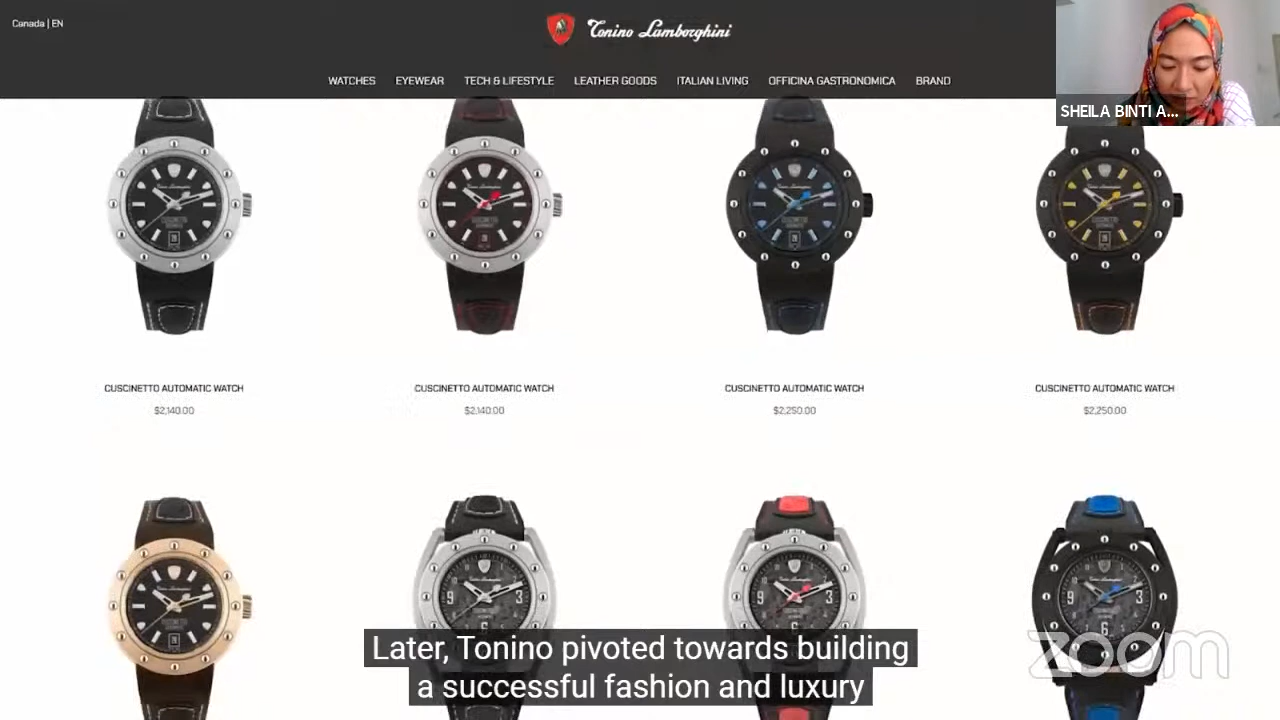 Canada | EN
Tonino Lamborghini
SHEILA BINTI A...
WATCHES EYEWEAR TECH & LIFESTYLE LEATHER GOODS ITALIAN LIVING OFFICINA GASTRONOMICA BRAND
CUSCINETTO AUTOMATIC WATCH CUSCINETTO AUTOMATIC WATCH CUSCINETTO AUTOMATIC WATCH CUSCINETTO AUTOMATIC WATCH
$2,140.00 $2,140.00 $2,250.00 $2,250.00
Later, Tonino pivoted towards building
a successful fashion and luxury
zoom